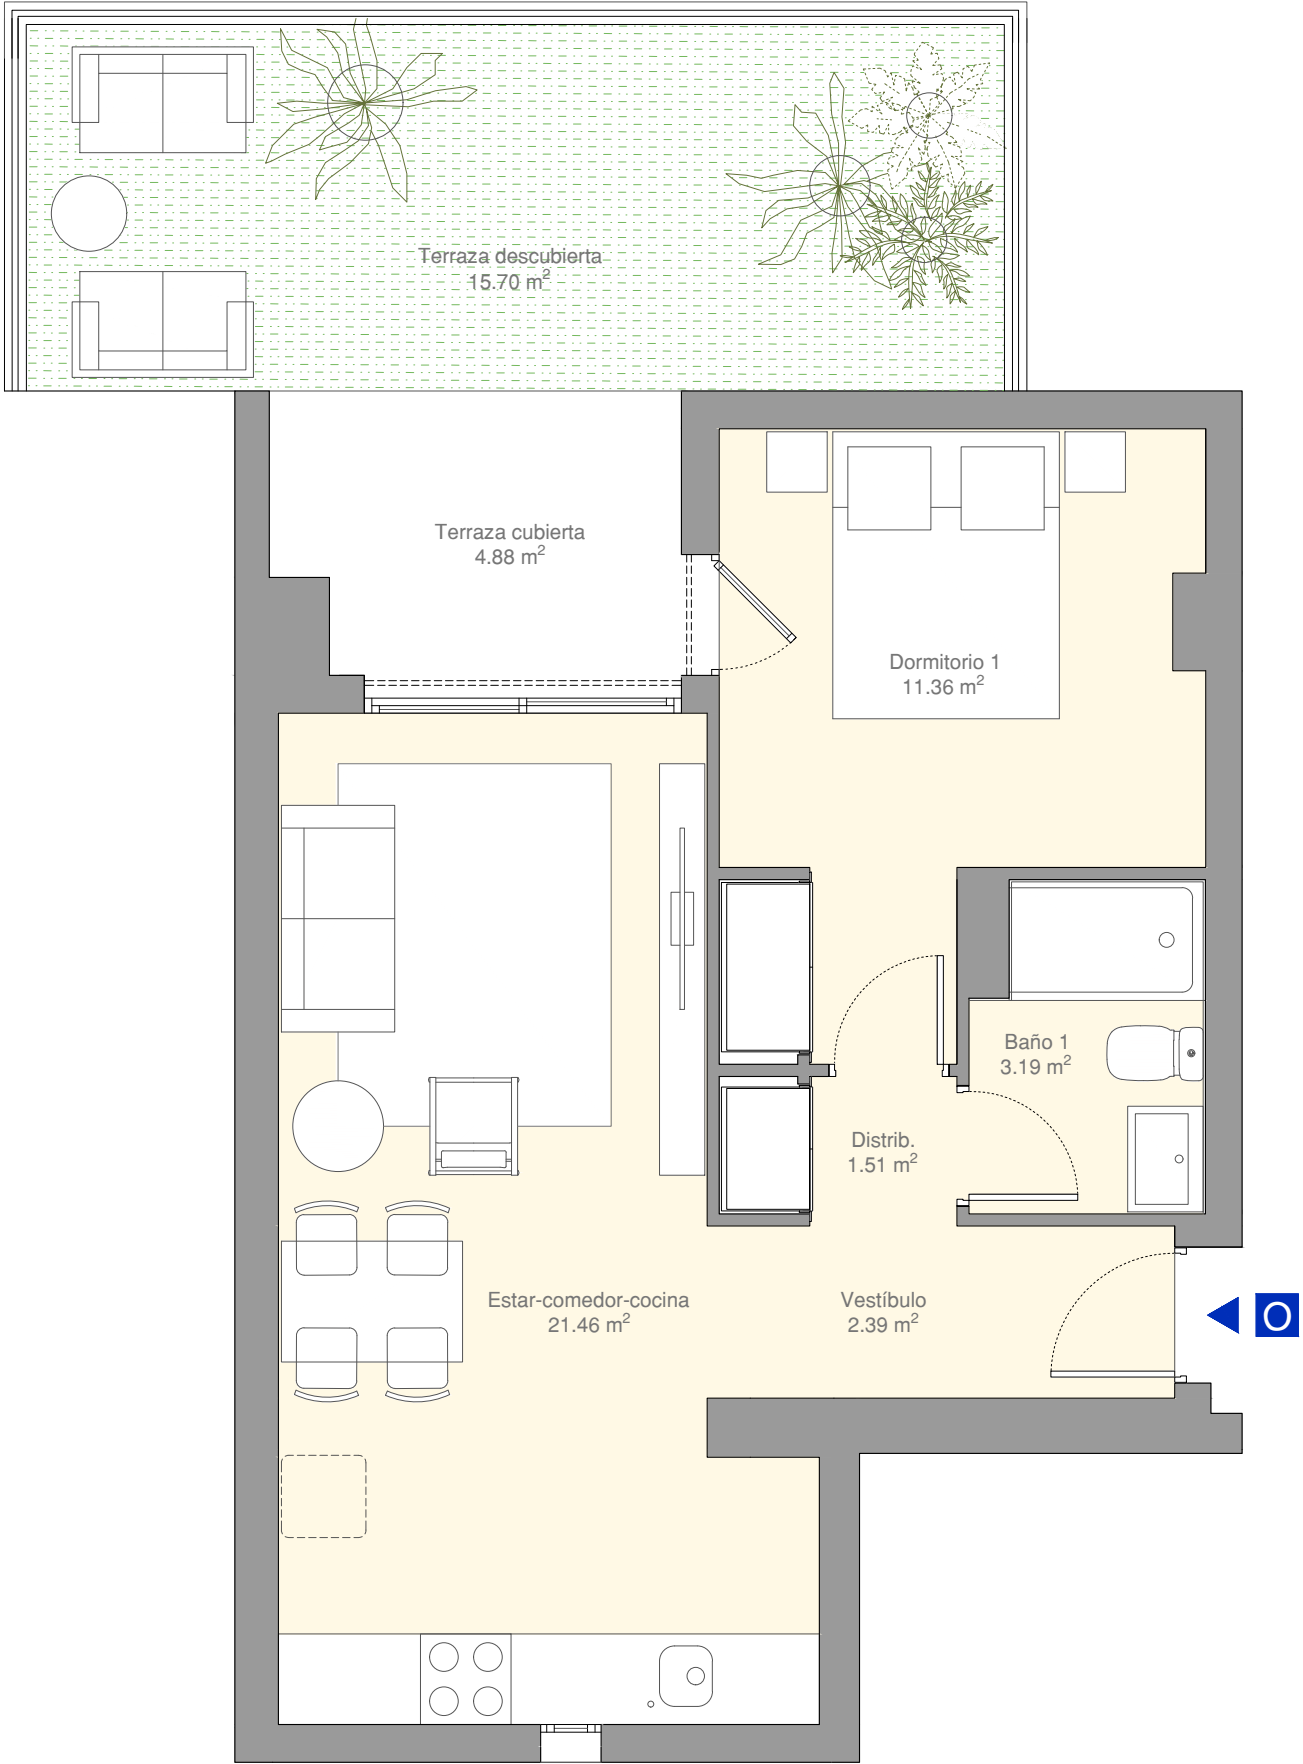 Terraza descubierta
15.70 m²
Terraza cubierta
4.88 m²
Dormitorio 1
11.36 m²
Baño 1
3.19 m²
Distrib.
1.51 m²
Estar-comedor-cocina
21.46 m²
Vestíbulo
2.39 m²
O